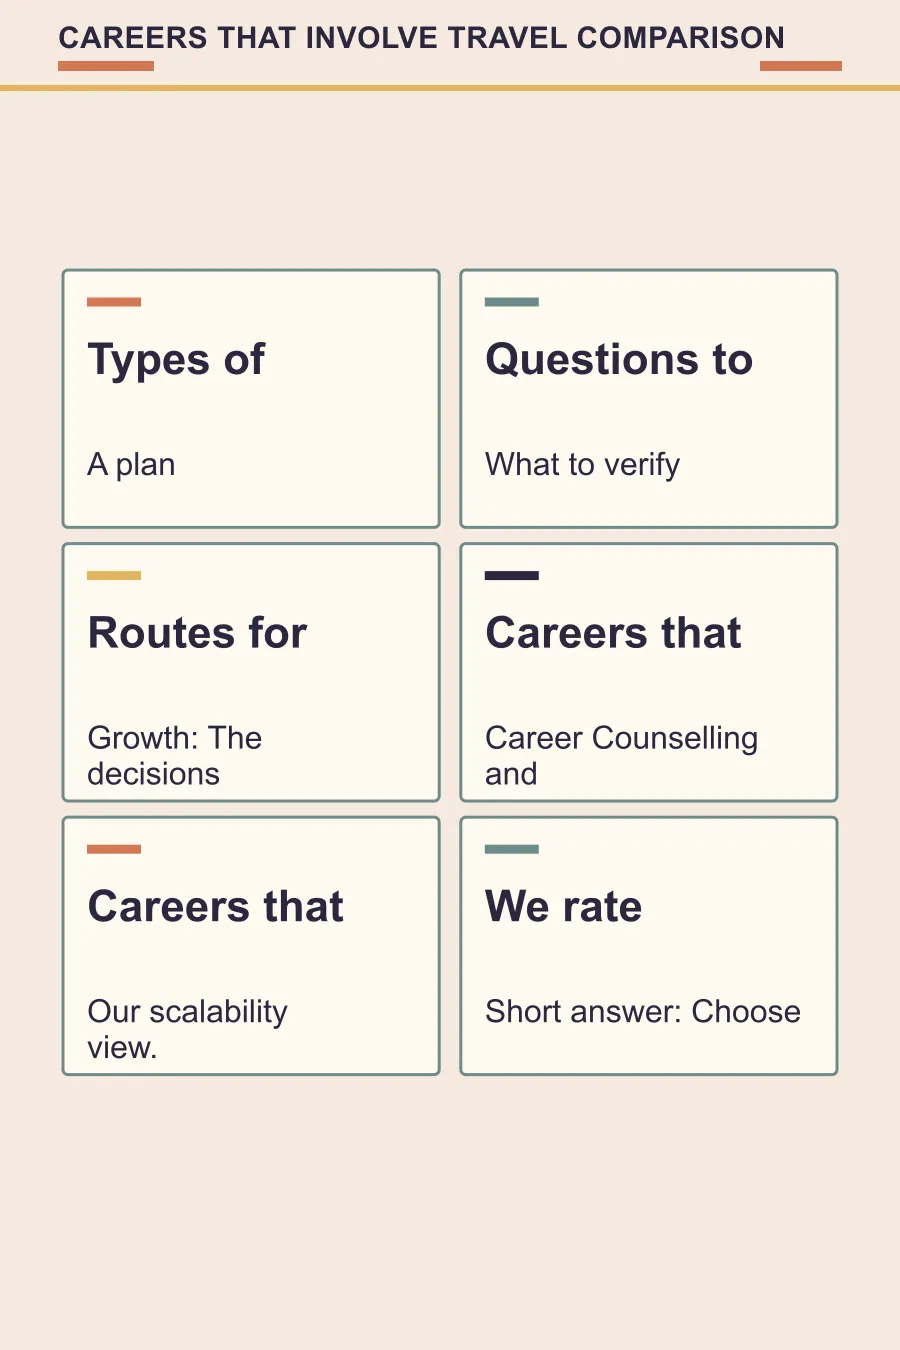 CAREERS THAT INVOLVE TRAVEL COMPARISON
Types of
A plan
Questions to
What to verify
Routes for
Growth: The
decisions
Careers that
Career Counselling
and
Careers that
Our scalability
view.
We rate
Short answer: Choose